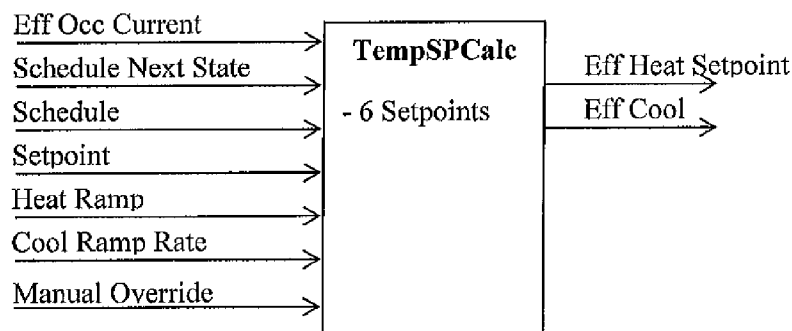 Eff Occ Current
Schedule Next State
Schedule
Setpoint
Heat Ramp
Cool Ramp Rate
Manual Override
TempSPCalc
- 6 Setpoints
Eff Heat Setpoint
Eff Cool